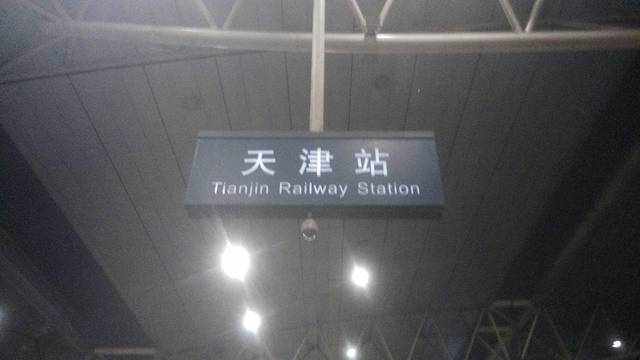 天津站
Tianjin Railway Station